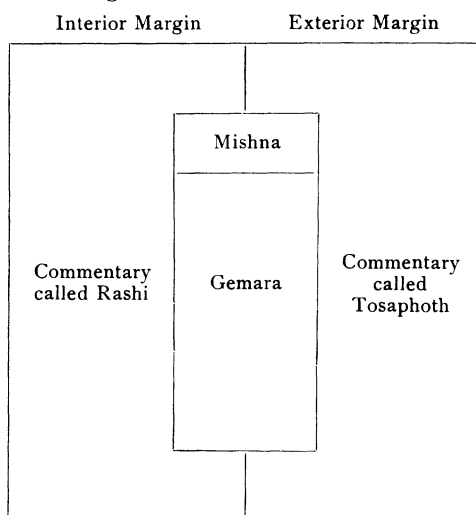 Interior Margin Exterior Margin
Mishna
Commentary
called Rashi
Gemara
Commentary
called
Tosaphoth